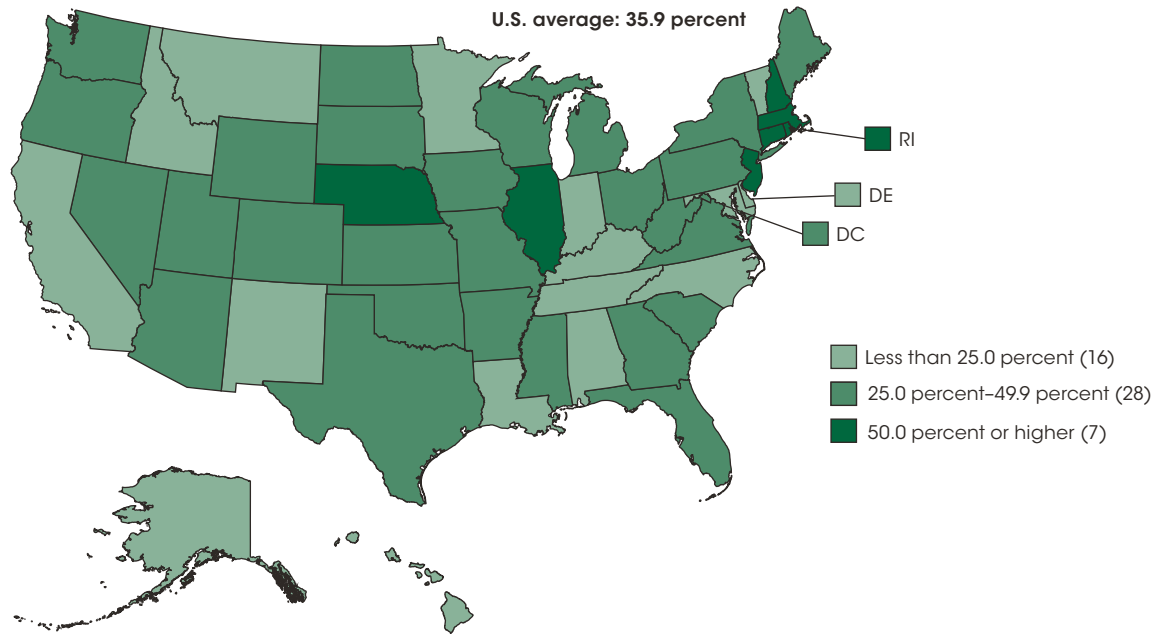 U.S. average: 35.9 percent
RI
DE
DC
Less than 25.0 percent (16)
25.0 percent–49.9 percent (28)
50.0 percent or higher (7)